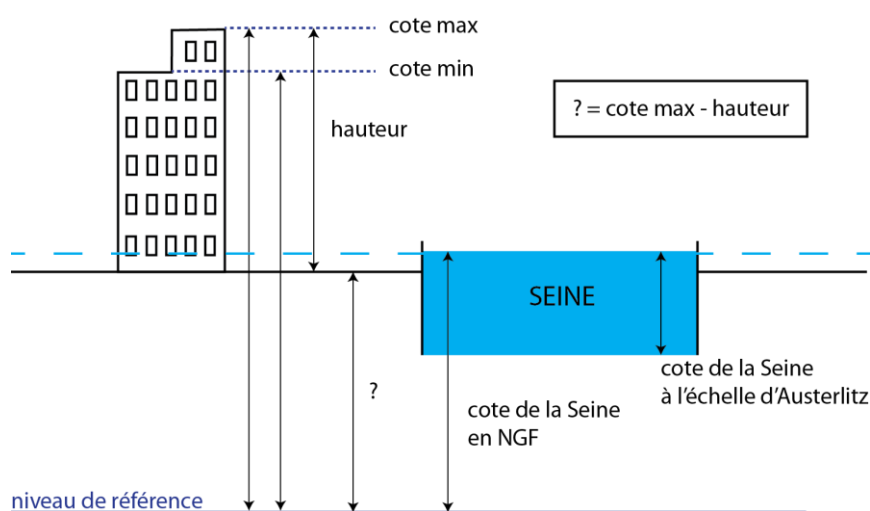 cote max
cote min
? = cote max - hauteur
hauteur
SEINE
?
cote de la Seine
à l'échelle d'Austerlitz
cote de la Seine
en NGF
niveau de référence